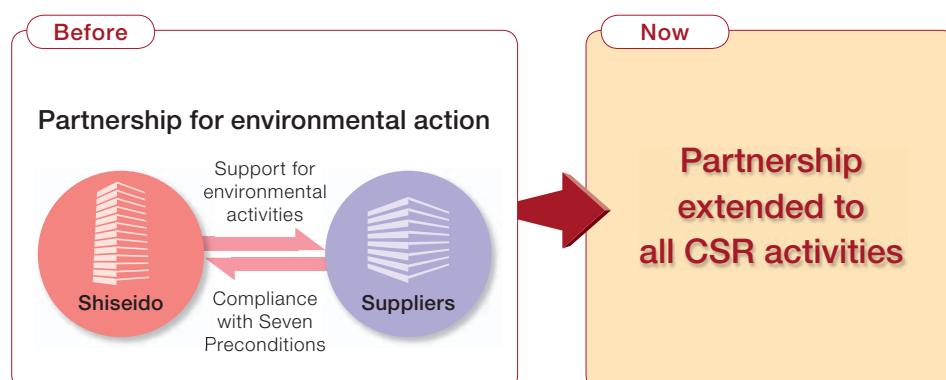 Before
Partnership for environmental action
Support for
environmental
activities
Shiseido
Suppliers
Compliance
with Seven
Preconditions
Now
Partnership
extended to
all CSR activities